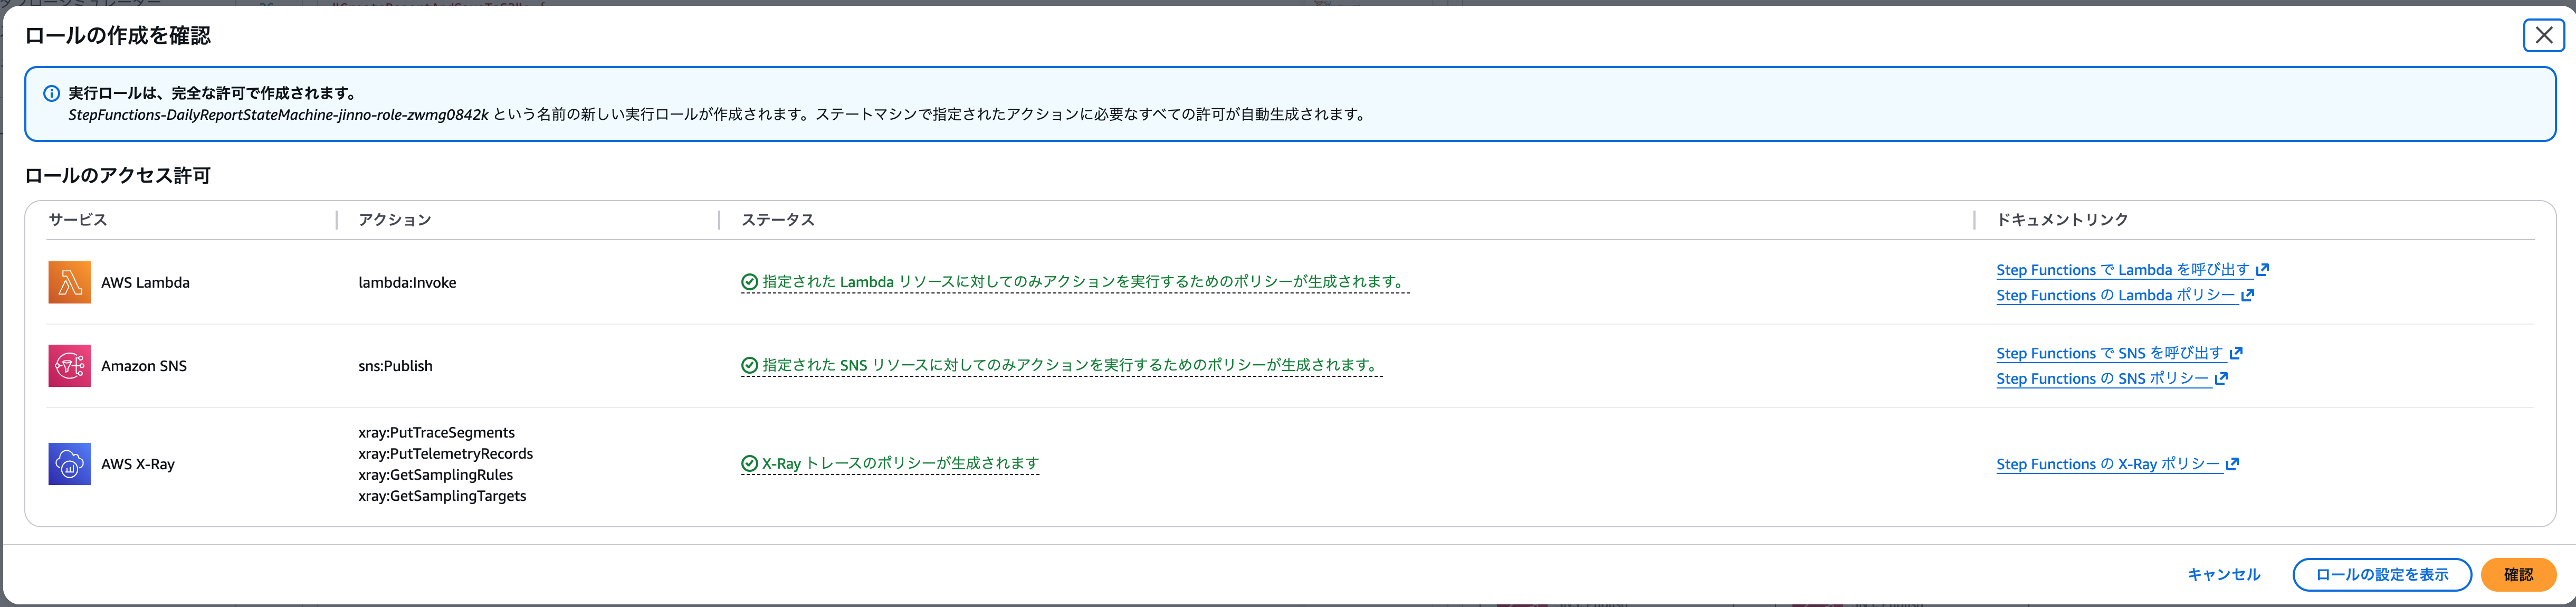 ロールの作成を確認
実行ロールは、完全な許可で作成されます。
StepFunctions-DailyReportStateMachine-jinno-role-zwmg0842k という名前の新しい実行ロールが作成されます。ステートマシンで指定されたアクションに必要なすべての許可が自動生成されます。
ロールのアクセス許可
サービス アクション ステータス ドキュメントリンク
AWS Lambda lambda:Invoke 指定された Lambda リソースに対してのみアクションを実行するためのポリシーが生成されます。 Step Functions で Lambda を呼び出す
Step Functions の Lambda ポリシー
Amazon SNS sns:Publish 指定された SNS リソースに対してのみアクションを実行するためのポリシーが生成されます。 Step Functions で SNS を呼び出す
Step Functions の SNS ポリシー
xray:PutTraceSegments
xray:PutTelemetryRecords
AWS X-Ray X-Ray トレースのポリシーが生成されます Step Functions の X-Ray ポリシー
xray:GetSamplingRules
xray:GetSamplingTargets
キャンセル ロールの設定を表示 確認